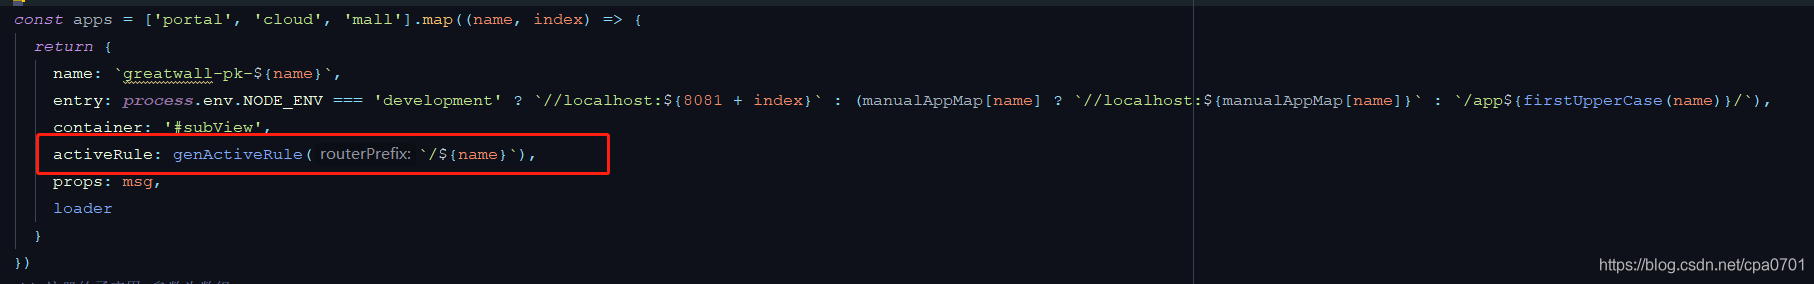 const apps = ['portal', 'cloud', 'mall'].map((name, index) => {
return {
name: `greatwall-pk-${name}`,
entry: process.env.NODE_ENV === 'development' ? `//localhost:${8081 + index}` : (manualAppMap[name] ? `//localhost:${manualAppMap[name]}` : `/app${firstUpperCase(name)}/`),
container: '#subView',
activeRule: genActiveRule( routerPrefix: `/${name}`),
props: msg,
loader
}
})
https://blog.csdn.net/cpa0701